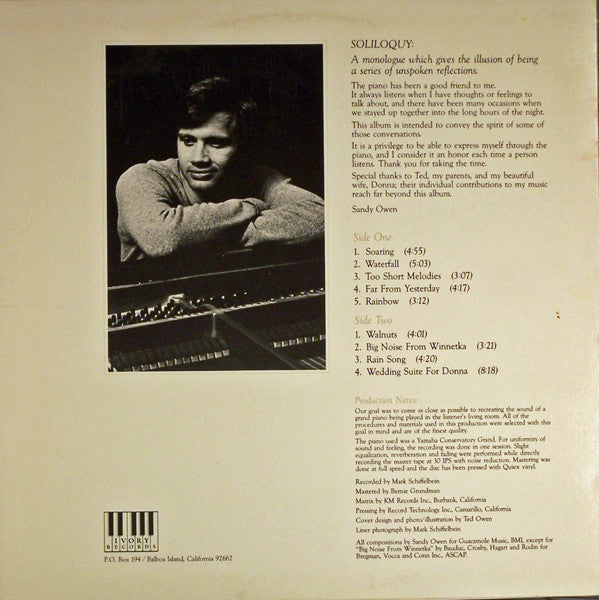 SOLILOQUY:
A monologue which gives the illusion of being
a series of unspoken reflections.
The piano has been a good friend to me.
It always listens when I have thoughts or feelings to
talk about, and there have been many occasions when
we stayed up together into the long hours of the night.
This album is intended to convey the spirit of some of
those conversations.
It is a privilege to be able to express myself through the
piano, and I consider it an honor each time a person
listens. Thank you for taking the time.
Special thanks to Ted, my parents, and my beautiful
wife, Donna; their individual contributions to my music
reach far beyond this album.
Sandy Owen
Side One
1. Soaring (4:55)
2. Waterfall (5:03)
3. Too Short Melodies (3:07)
4. Far From Yesterday (4:17)
5. Rainbow (3:12)
Side Two
1. Walnuts (4:01)
2. Big Noise From Winnetka (3:21)
3. Rain Song (4:20)
4. Wedding Suite For Donna (8:18)
Production Notes:
Our goal was to come as close as possible to recreating the sound of a
grand piano being played in the listener's living room. All of the
procedures and materials used in this production were selected with this
goal in mind and are of the finest quality.
The piano used was a Yamaha Conservatory Grand. For uniformity of
sound and feeling, the recording was done in one session. Slight
equalization, reverberation and fading were performed while directly
recording the master tape at 30 IPS with noise reduction. Mastering was
done at full speed and the disc was pressed with Quiex vinyl.
Recorded by Mark Schiffelbein
Mastered by Bernie Grundman
Matrix by KM Records Inc., Burbank, California
Pressing by Record Technology Inc., Camarillo, California
Cover design and photo/illustration by Ted Owen
Liner photograph by Mark Schiffelbein
All compositions by Sandy Owen for Guacamole Music, BMI, except for
"Big Noise From Winnetka" by Bauduc, Crosby, Hagart and Rodin for
Bregman, Vocca and Conn Inc., ASCAP.
IVORY
RECORDS
P.O. Box 194 / Balboa Island, California 92662